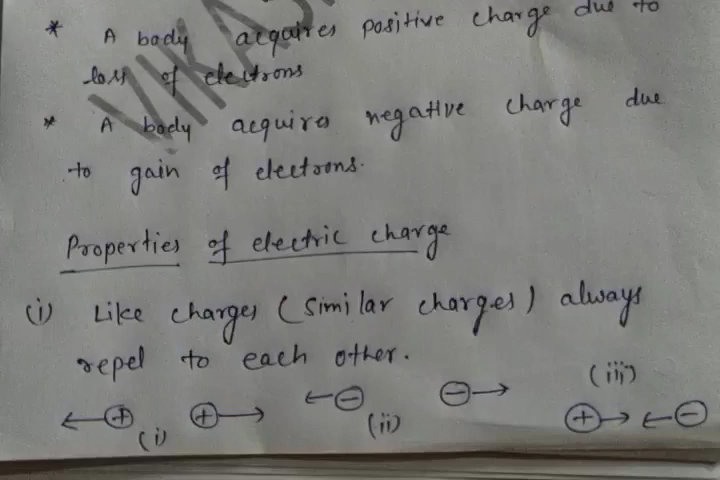 * A body acquires positive charge due to
loss of electrons
* A body acquires negative charge due
to gain of electrons.
Properties of electric charge
(i) Like charges (similar charges) always
repel to each other.
(iii)
← ⊕ (i) ⊕ → ← ⊖ (ii) ⊖ → ⊕ → ← ⊖